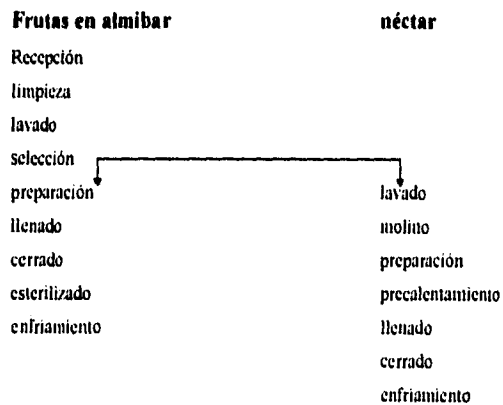 Frutas en almibar
Recepción
limpieza
lavado
selección
preparación
llenado
cerrado
esterilizado
enfriamiento
néctar
lavado
molino
preparación
precalentamiento
llenado
cerrado
enfriamiento